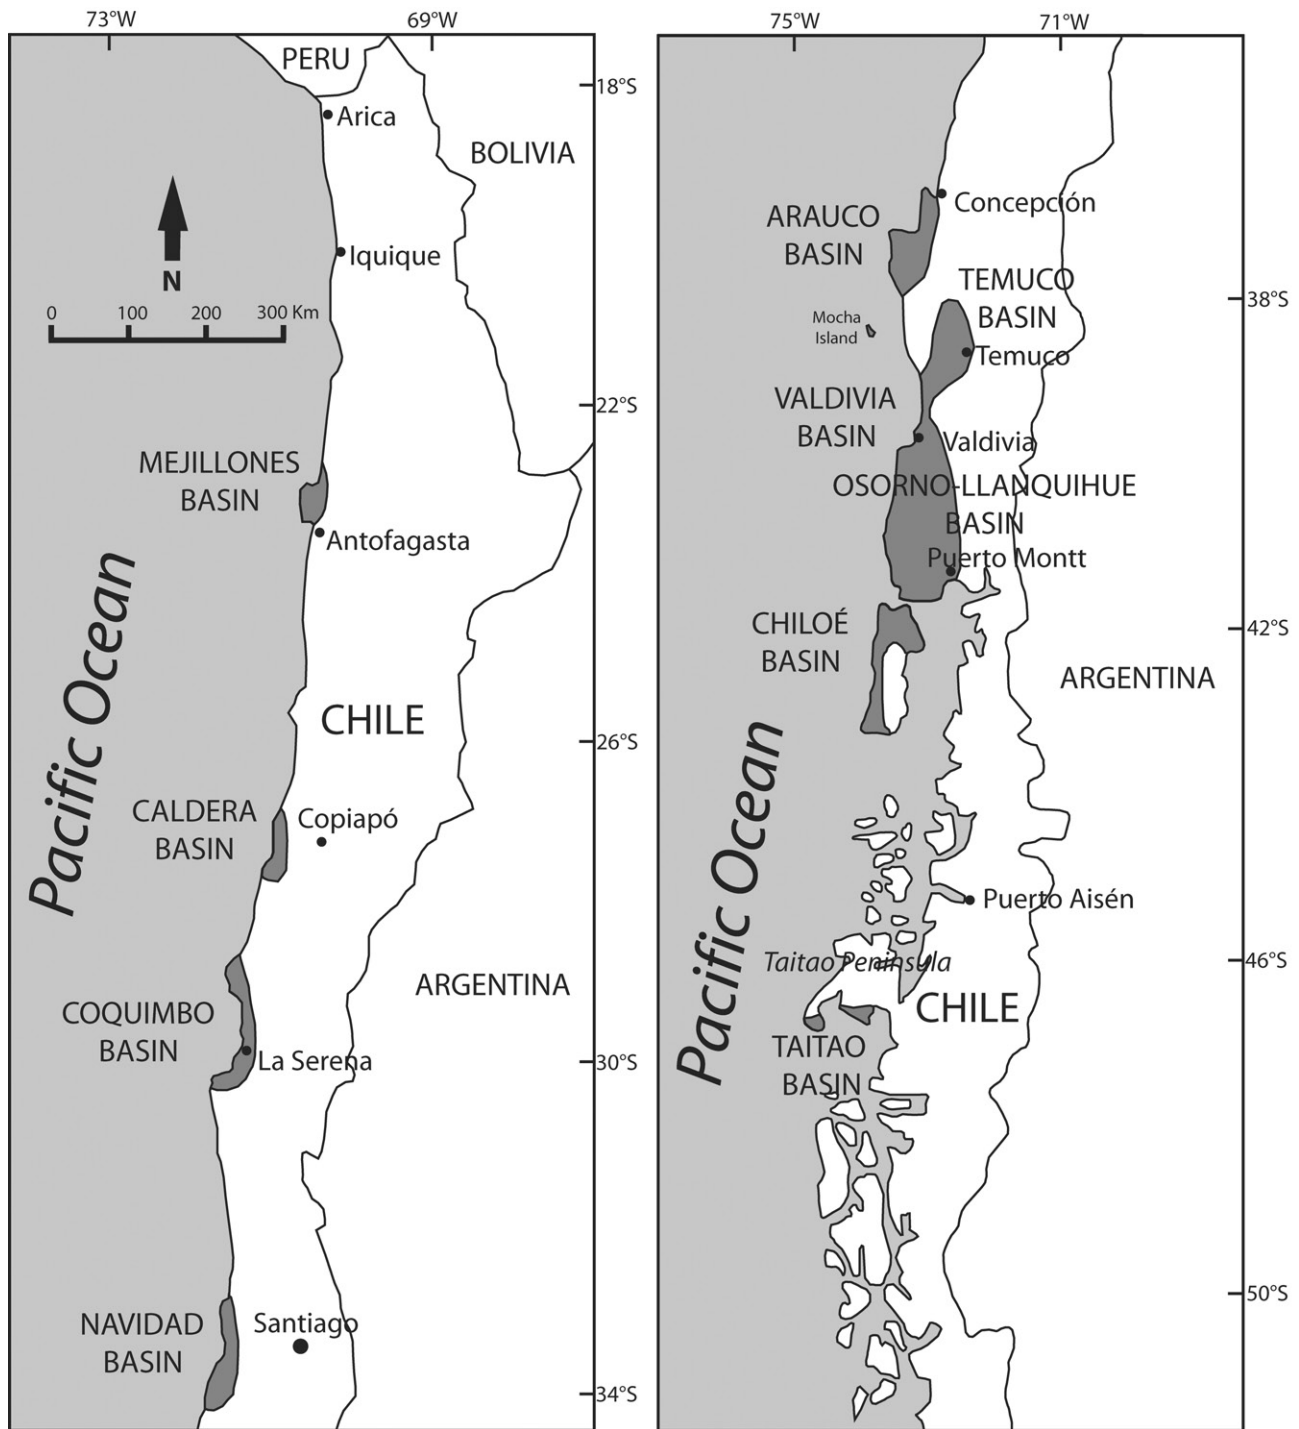 73°W
69°W
PERU
18°S
Arica
BOLIVIA
N
Iquique
0 100 200 300 Km
22°S
MEJILLONES
BASIN
Antofagasta
Pacific Ocean
CHILE
26°S
CALDERA
BASIN
Copiapó
ARGENTINA
COQUIMBO
BASIN
La Serena
30°S
NAVIDAD
BASIN
Santiago
34°S
75°W
71°W
Concepción
ARAUCO
BASIN
TEMUCO
BASIN
38°S
Mocha
Island
Temuco
VALDIVIA
BASIN
Valdivia
OSORNO-LLANQUIHUE
BASIN
Puerto Montt
CHILOÉ
BASIN
42°S
ARGENTINA
Pacific Ocean
Puerto Aisén
Taitao Peninsula
46°S
CHILE
TAITAO
BASIN
50°S